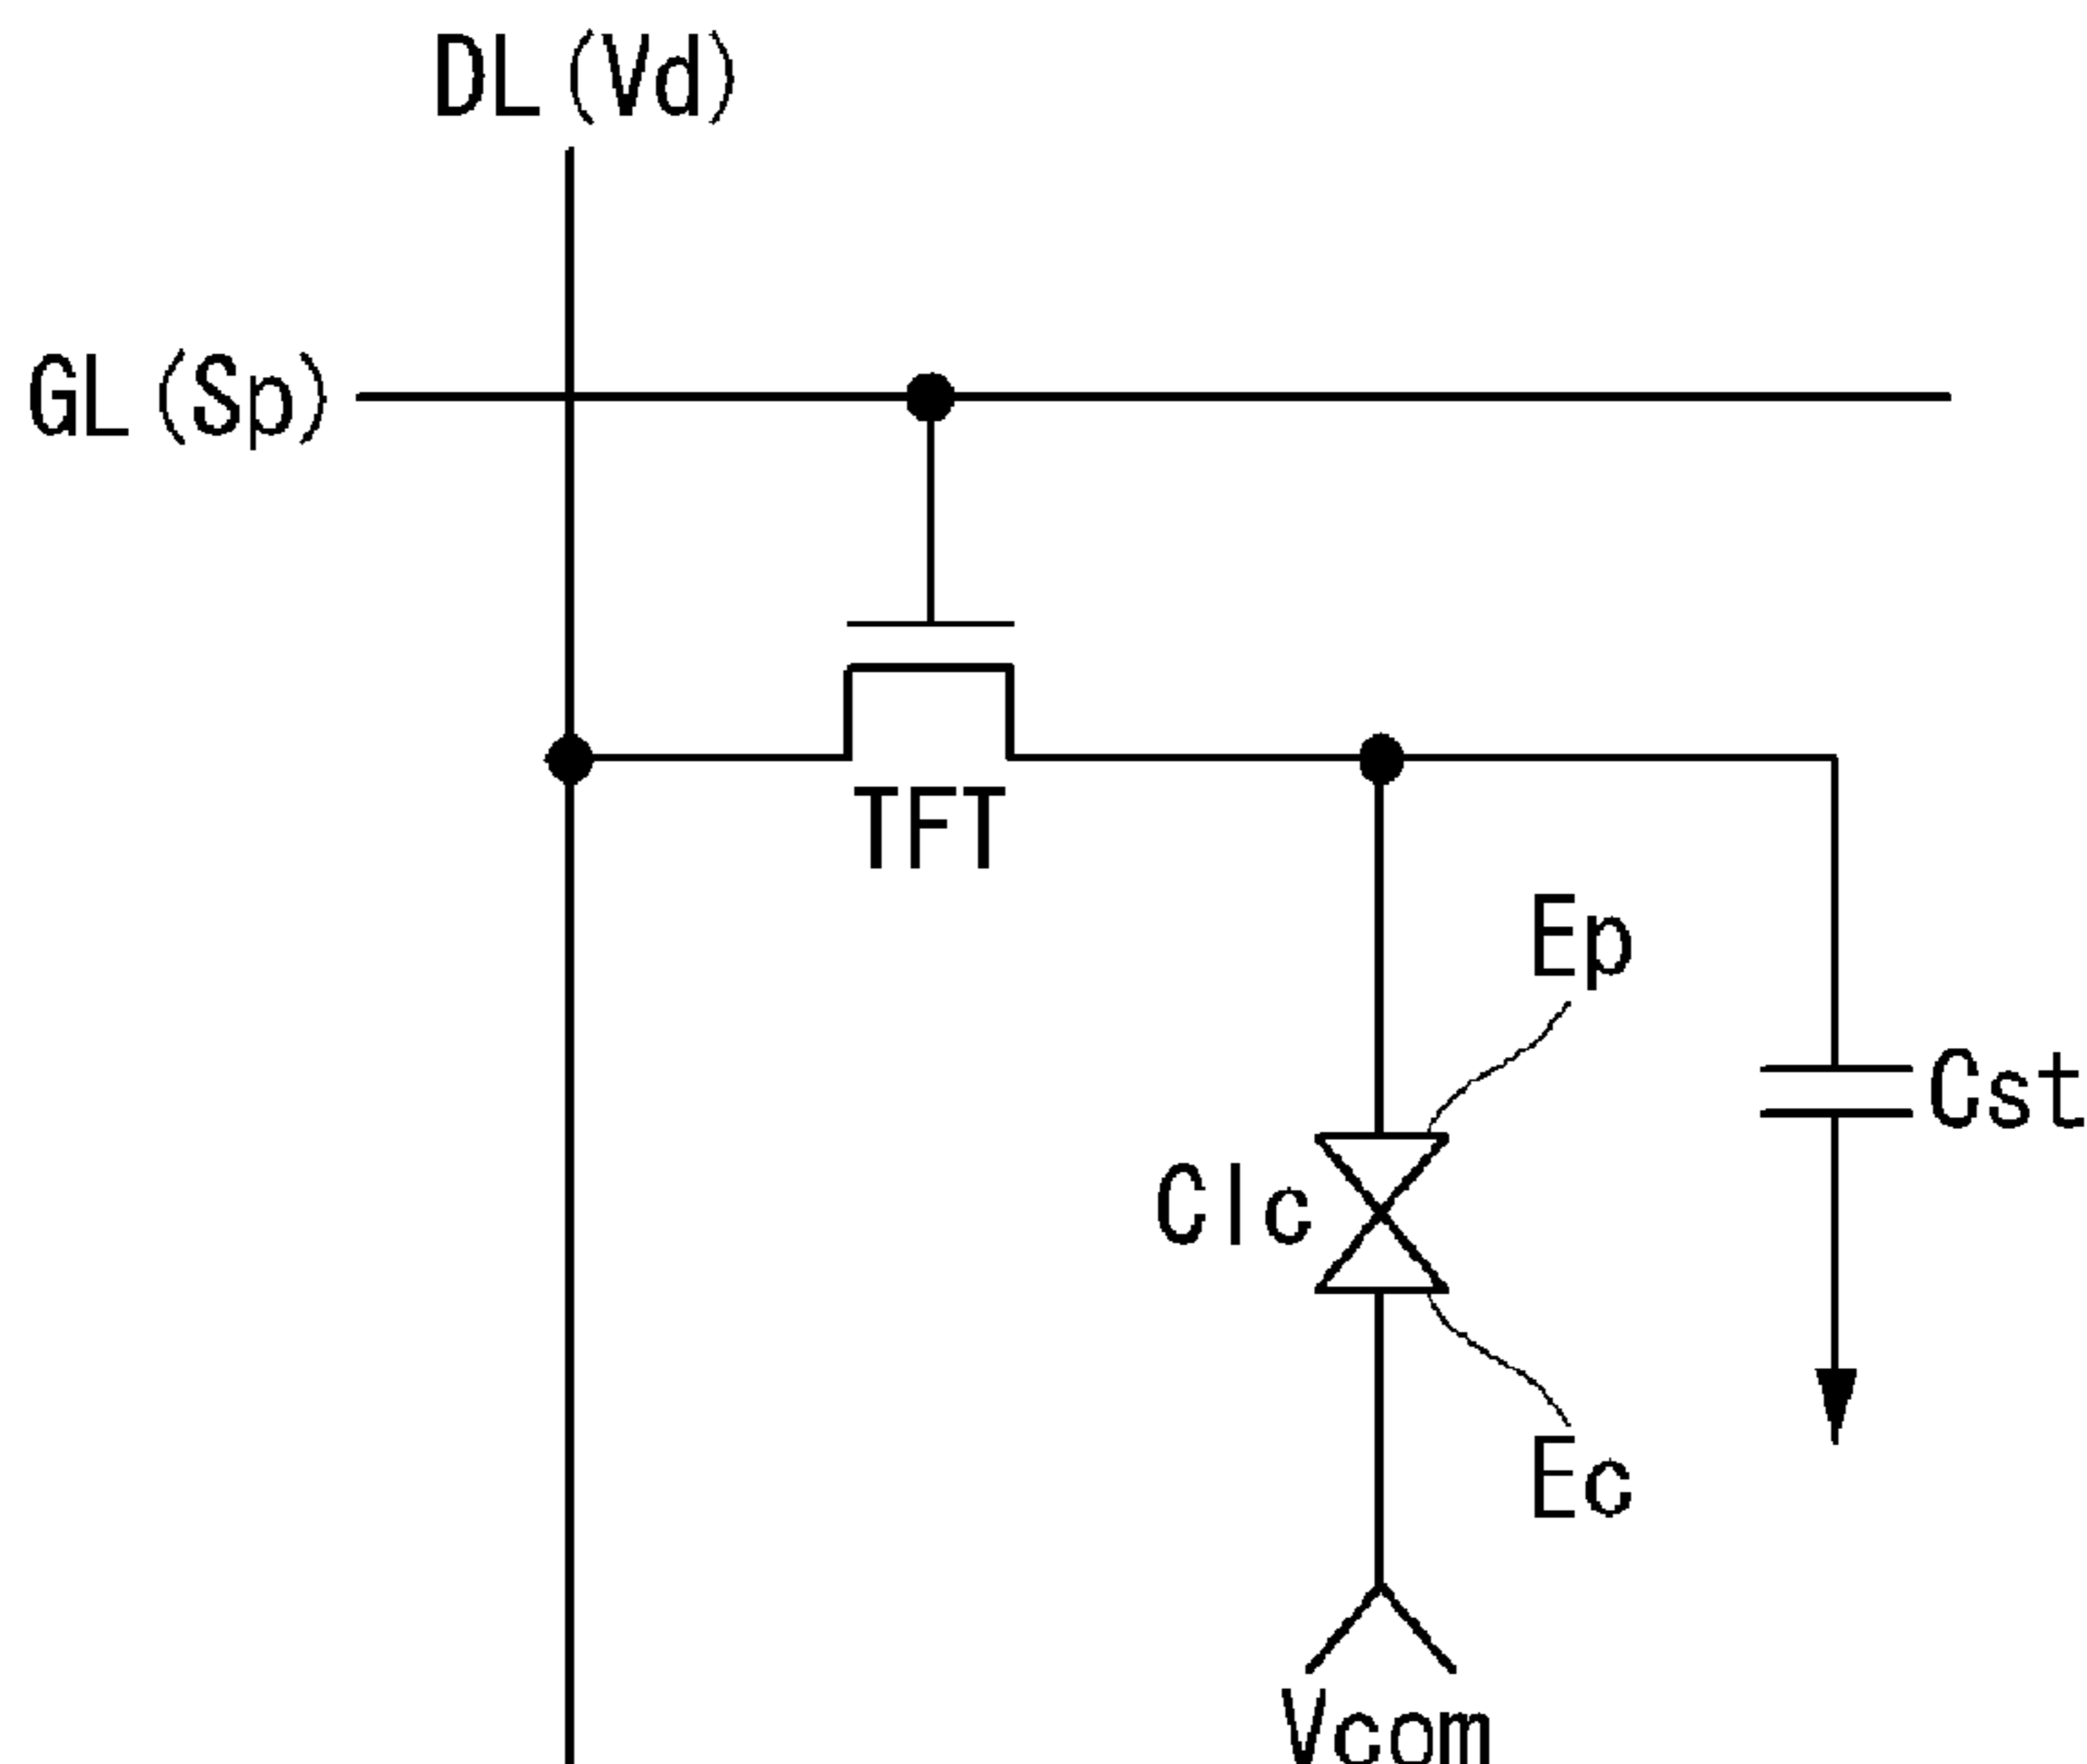 DL(Vd)
GL(Sp)
TFT
Ep
Cst
Clc
Ec
Vcom